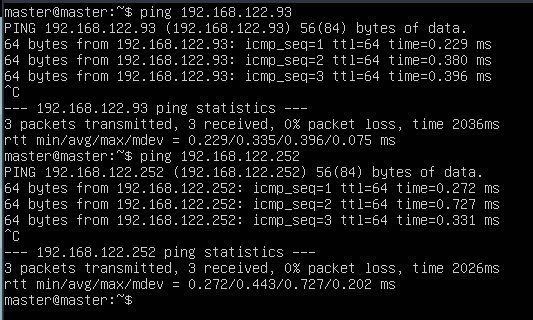 master@master:~$ ping 192.168.122.93
PING 192.168.122.93 (192.168.122.93) 56(84) bytes of data.
64 bytes from 192.168.122.93: icmp_seq=1 ttl=64 time=0.229 ms
64 bytes from 192.168.122.93: icmp_seq=2 ttl=64 time=0.380 ms
64 bytes from 192.168.122.93: icmp_seq=3 ttl=64 time=0.396 ms
^C
--- 192.168.122.93 ping statistics ---
3 packets transmitted, 3 received, 0% packet loss, time 2036ms
rtt min/avg/max/mdev = 0.229/0.335/0.396/0.075 ms
master@master:~$ ping 192.168.122.252
PING 192.168.122.252 (192.168.122.252) 56(84) bytes of data.
64 bytes from 192.168.122.252: icmp_seq=1 ttl=64 time=0.272 ms
64 bytes from 192.168.122.252: icmp_seq=2 ttl=64 time=0.727 ms
64 bytes from 192.168.122.252: icmp_seq=3 ttl=64 time=0.331 ms
^C
--- 192.168.122.252 ping statistics ---
3 packets transmitted, 3 received, 0% packet loss, time 2026ms
rtt min/avg/max/mdev = 0.272/0.443/0.727/0.202 ms
master@master:~$